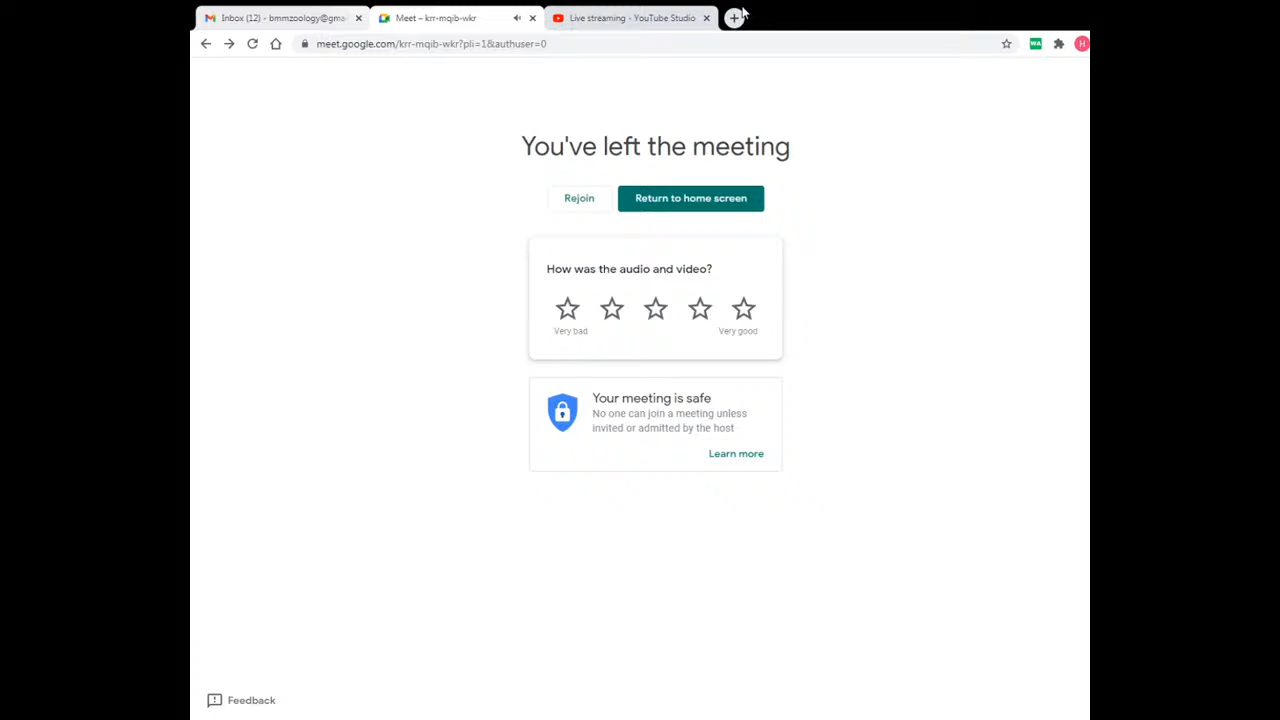 Inbox (12) - bmmzoology@gma
Meet – krr-mqib-wkr
Live streaming - YouTube Studio
meet.google.com/krr-mqib-wkr?pli=1&authuser=0
WA
H
You've left the meeting
Rejoin
Return to home screen
How was the audio and video?
Very bad
Very good
Your meeting is safe
No one can join a meeting unless
invited or admitted by the host
Learn more
Feedback